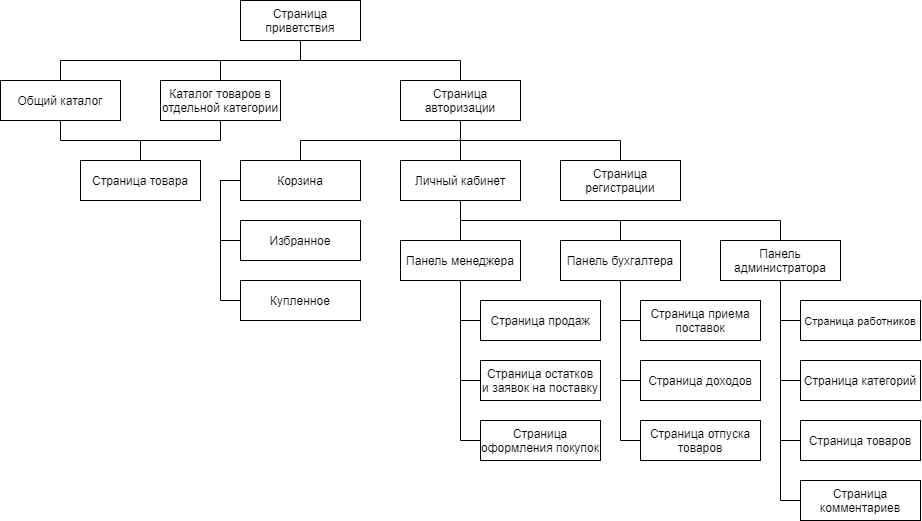 Страница
приветствия
Общий каталог
Каталог товаров в
отдельной категории
Страница
авторизации
Страница товара
Корзина
Личный кабинет
Страница
регистрации
Избранное
Купленное
Панель менеджера
Панель бухгалтера
Панель
администратора
Страница продаж
Страница приема
поставок
Страница работников
Страница остатков
и заявок на поставку
Страница доходов
Страница категорий
Страница
оформления покупок
Страница отпуска
товаров
Страница товаров
Страница
комментариев